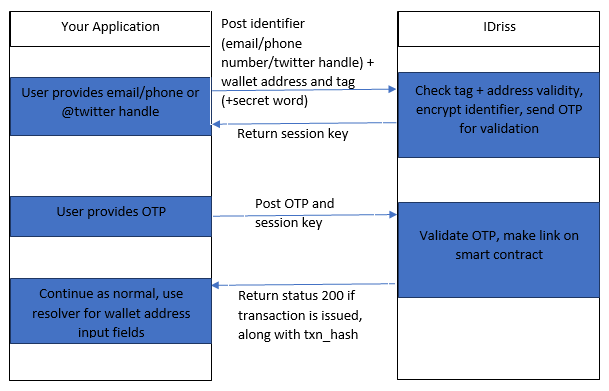 Your Application
IDriss
Post identifier
(email/phone
number/twitter handle) +
wallet address and tag
(+secret word)
User provides email/phone or
@twitter handle
Check tag + address validity,
encrypt identifier, send OTP
for validation
Return session key
User provides OTP
Post OTP and
session key
Validate OTP, make link on
smart contract
Continue as normal, use
resolver for wallet address
input fields
Return status 200 if
transaction is issued,
along with txn_hash